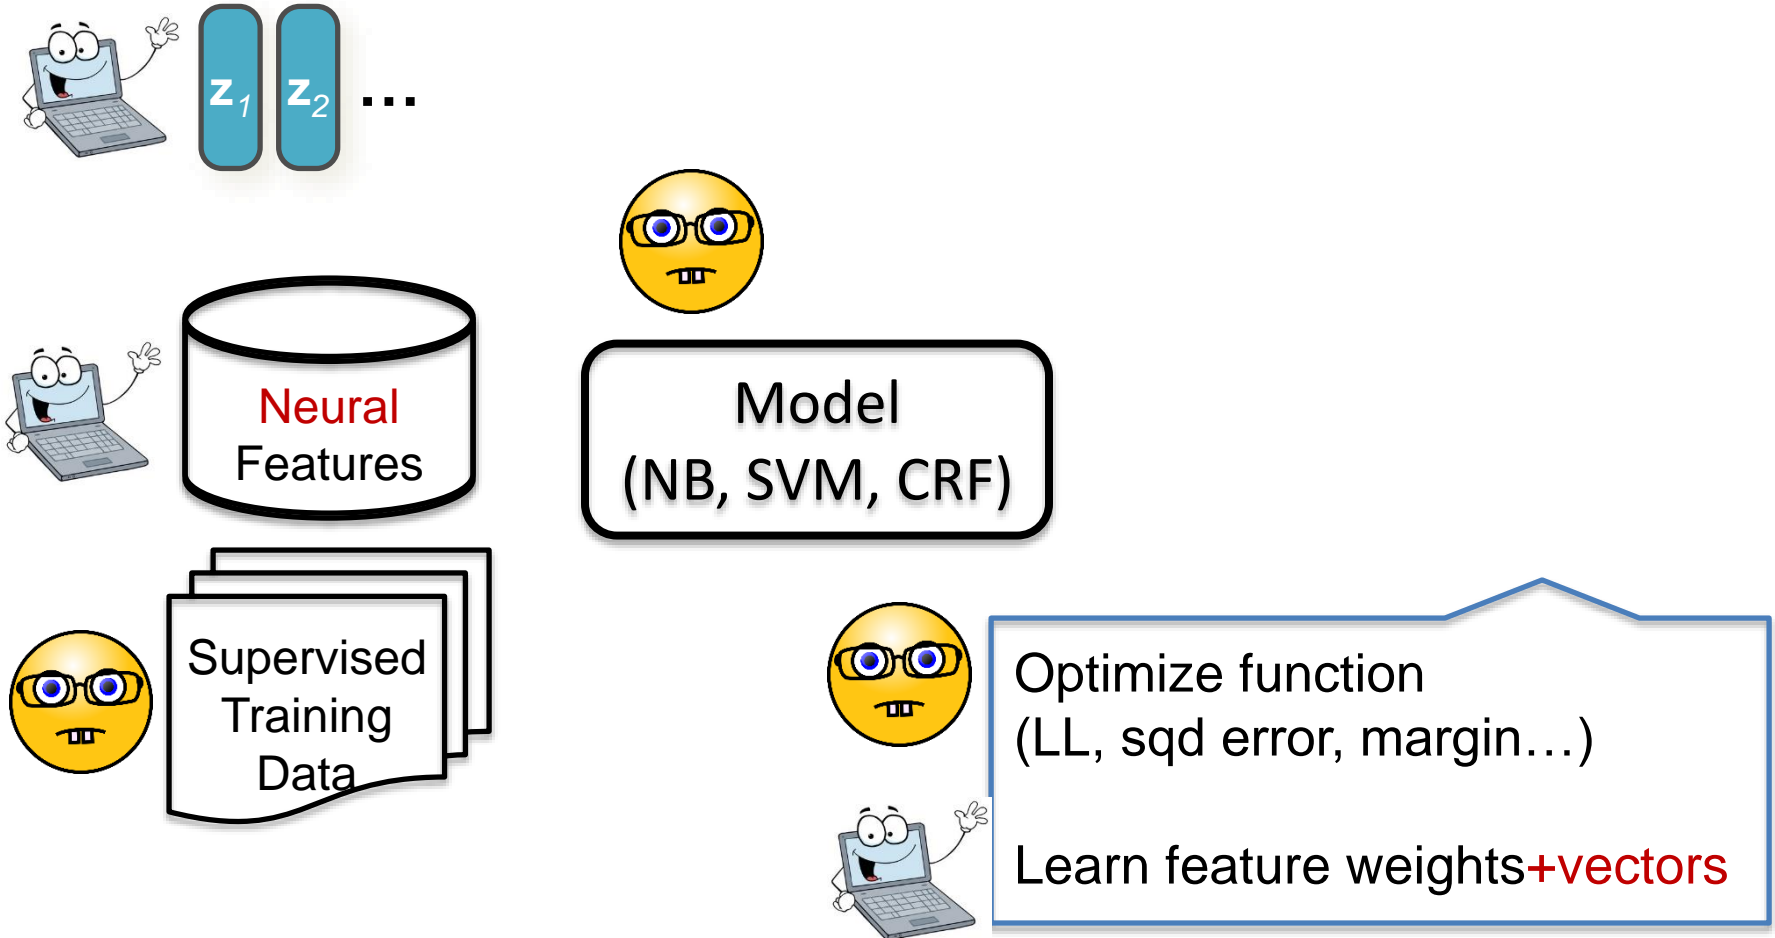 z1 z2 ...
Neural
Features
Model
(NB, SVM, CRF)
Supervised
Training
Data
Optimize function
(LL, sqd error, margin…)
Learn feature weights+vectors